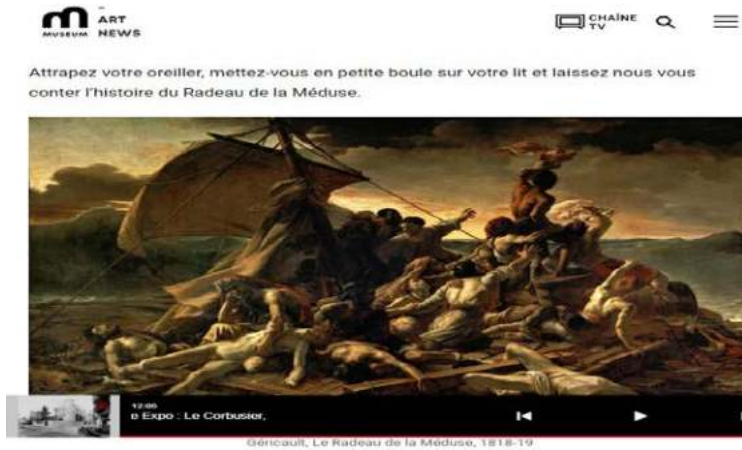 ART
MUSEUM NEWS
CHAÎNE
TV
Attrapez votre oreiller, mettez-vous en petite boule sur votre lit et laissez nous vous
conter l'histoire du Radeau de la Méduse.
12:00
e Expo : Le Corbusier,
Géricault, Le Radeau de la Méduse, 1818-19